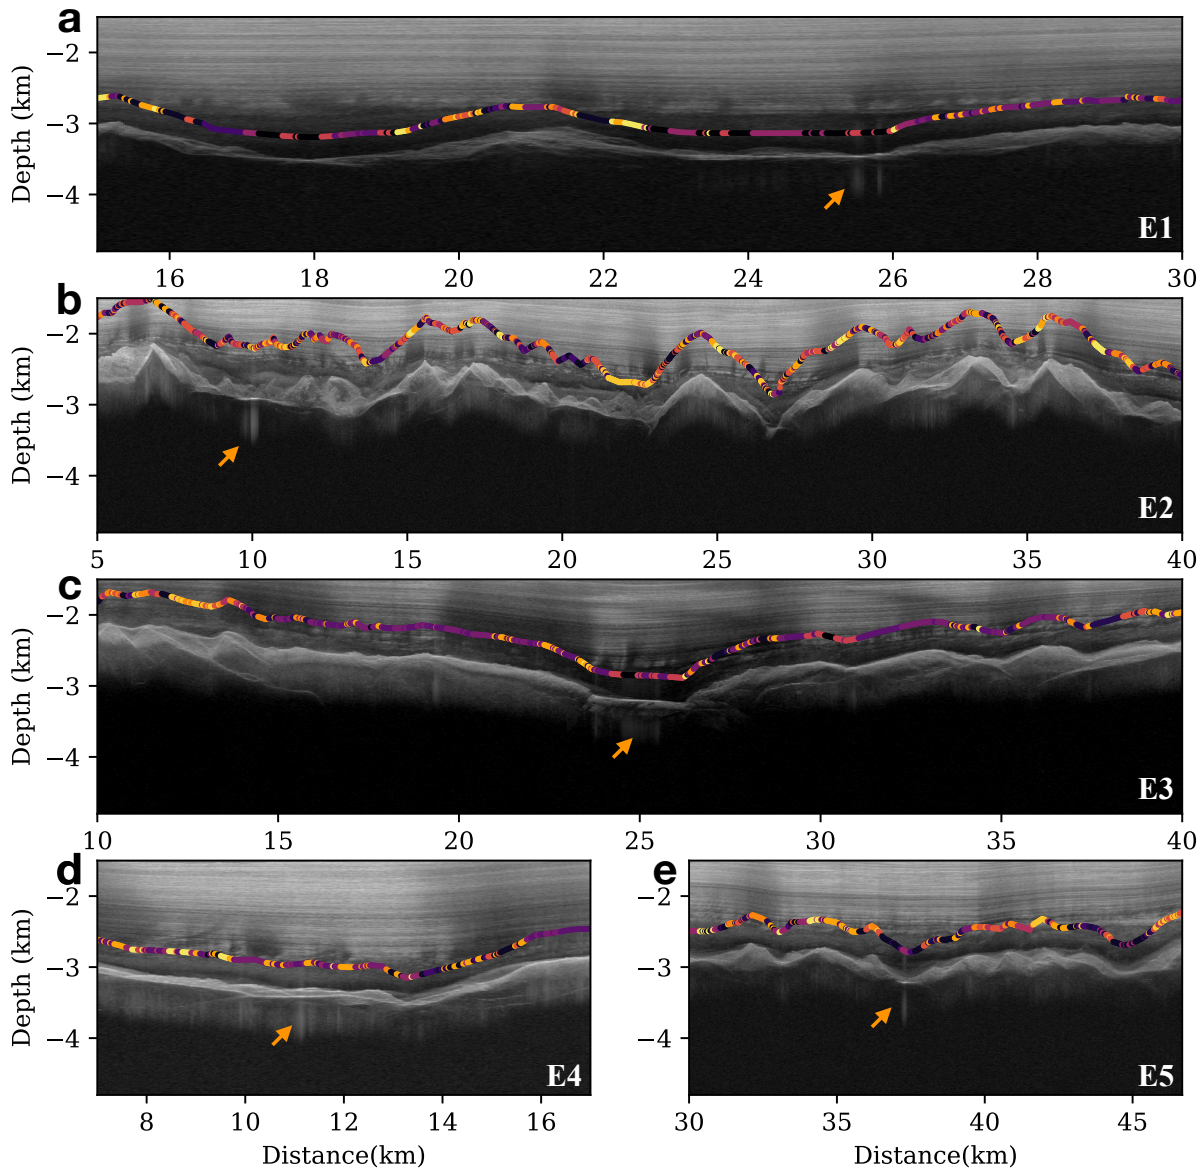 a
Depth (km)
−2
−3
−4
E1
16 18 20 22 24 26 28 30
b
Depth (km)
−2
−3
−4
E2
5 10 15 20 25 30 35 40
c
Depth (km)
−2
−3
−4
E3
10 15 20 25 30 35 40
d
Depth (km)
−2
−3
−4
E4
8 10 12 14 16
Distance(km)
e
−2
−3
−4
E5
30 35 40 45
Distance(km)